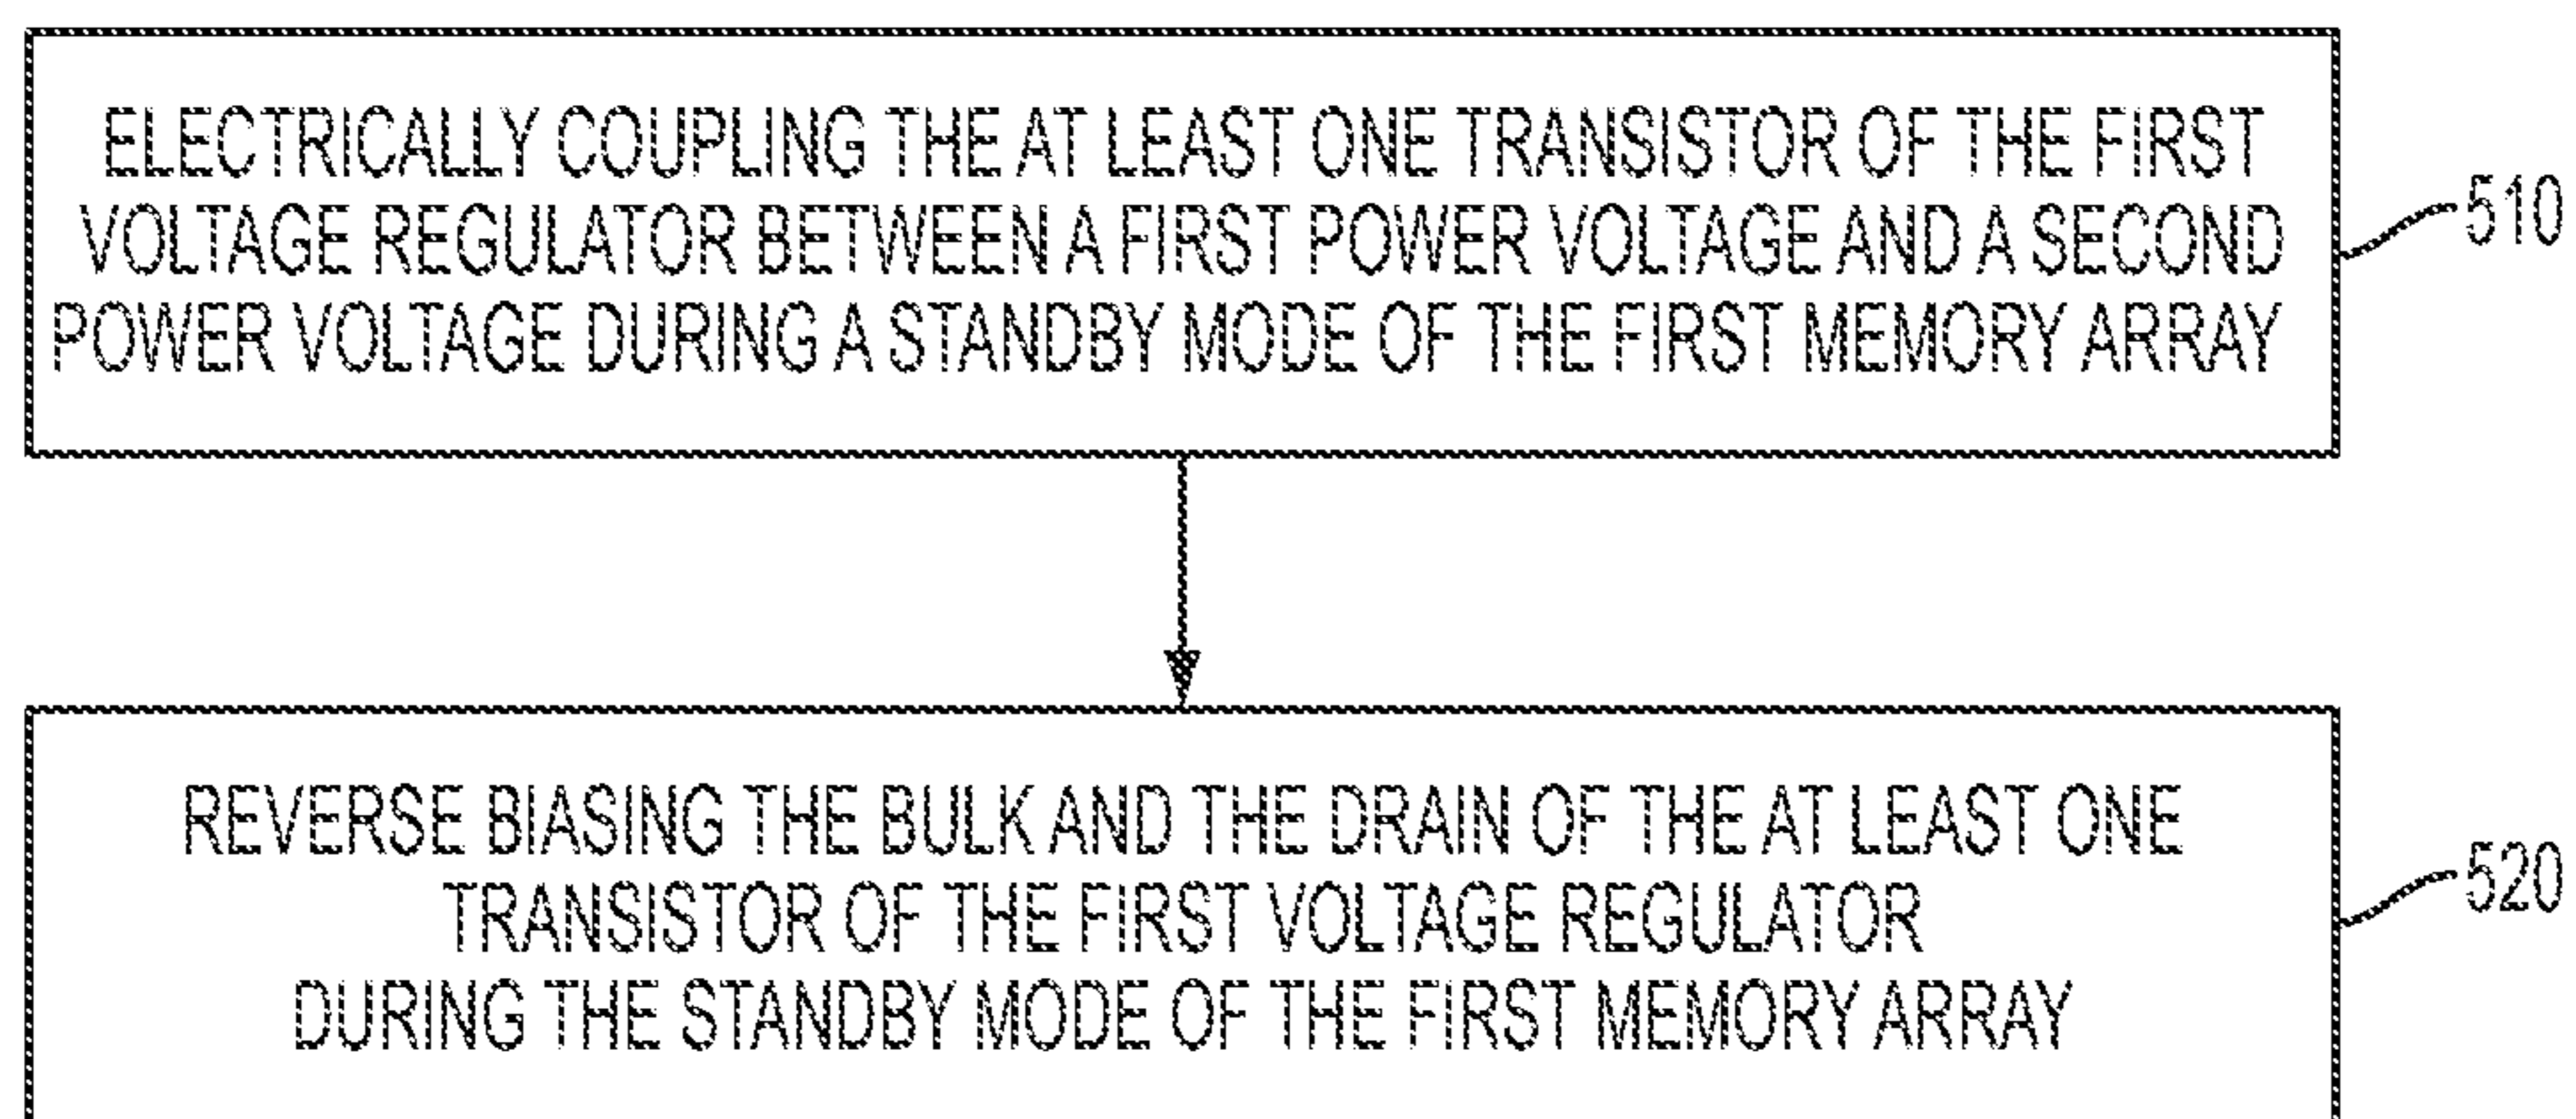 ELECTRICALLY COUPLING THE AT LEAST ONE TRANSISTOR OF THE FIRST
VOLTAGE REGULATOR BETWEEN A FIRST POWER VOLTAGE AND A SECOND
POWER VOLTAGE DURING A STANDBY MODE OF THE FIRST MEMORY ARRAY
510
REVERSE BIASING THE BULK AND THE DRAIN OF THE AT LEAST ONE
TRANSISTOR OF THE FIRST VOLTAGE REGULATOR
DURING THE STANDBY MODE OF THE FIRST MEMORY ARRAY
520